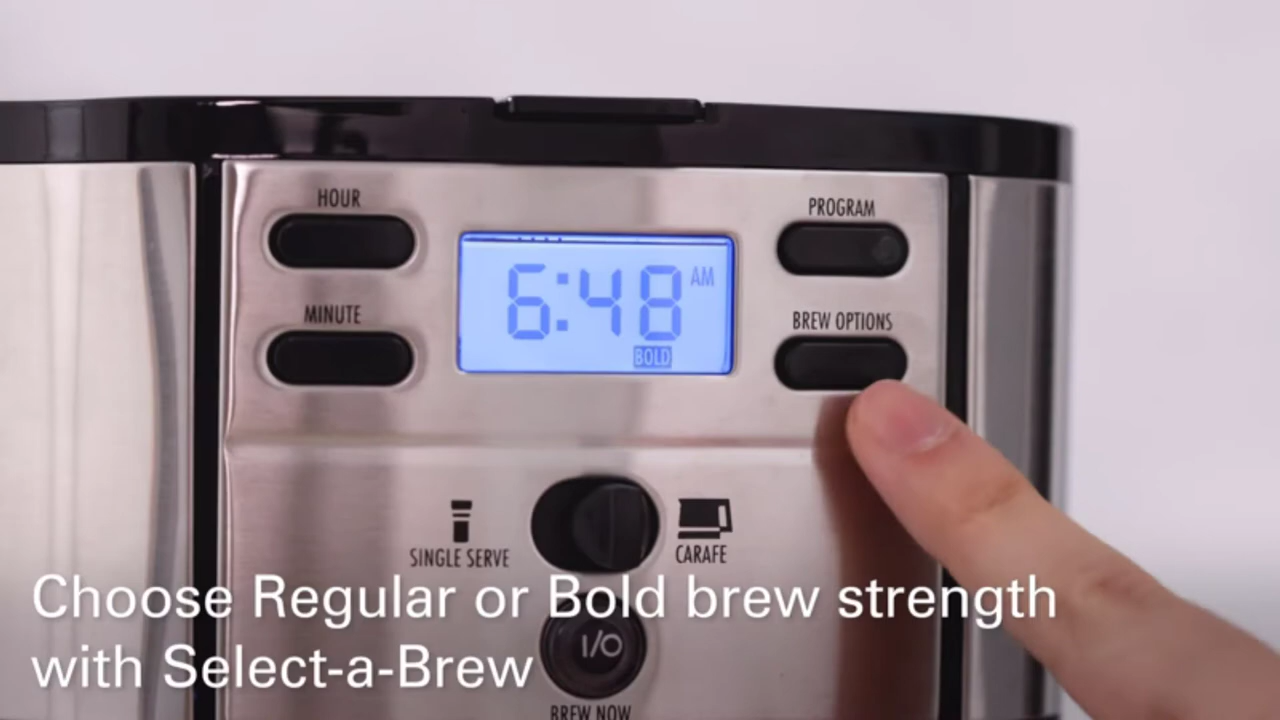 HOUR
PROGRAM
6:48 AM
MINUTE
BREW OPTIONS
BOLD
SINGLE SERVE
CARAFE
Choose Regular or Bold brew strength
with Select-a-Brew
I/O
BREW NOW